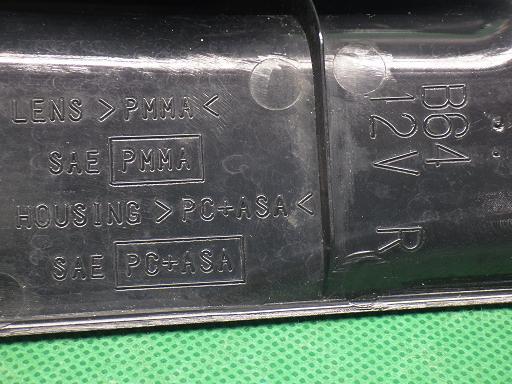 LENS >PMMA<
SAE PMMA
HOUSING >PC+ASA<
SAE PC+ASA
B64
12V
R